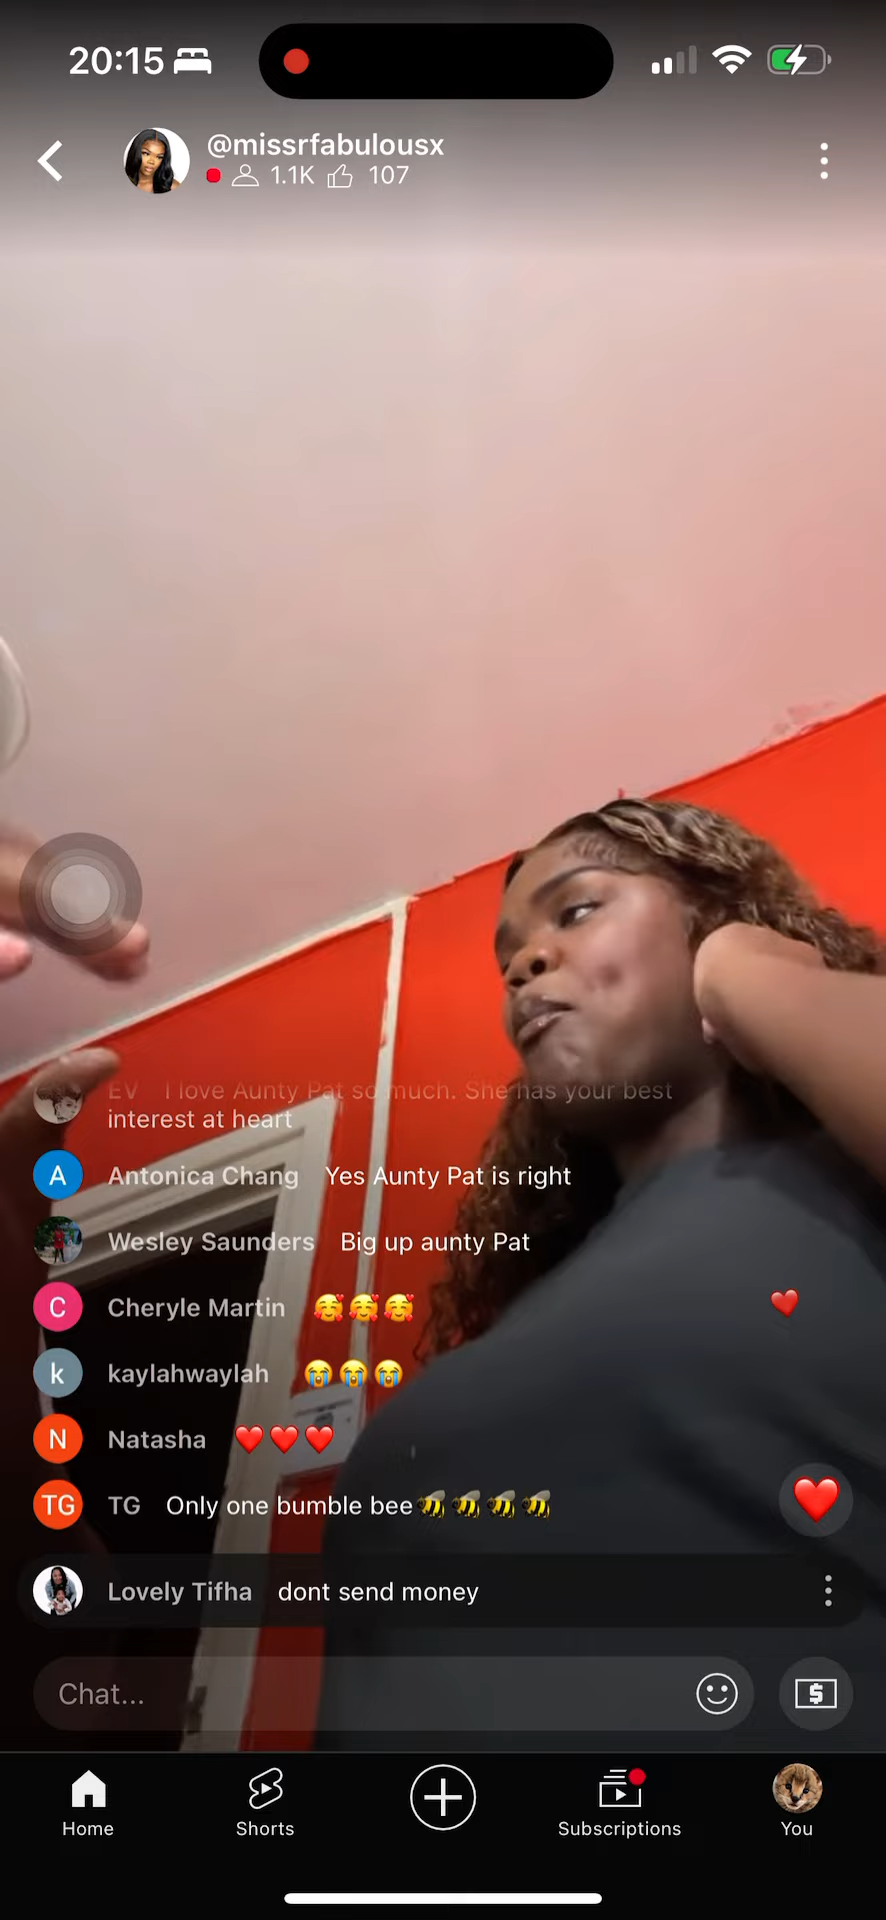 20:15
@missrfabulousx
1.1K 107
EV I love Aunty Pat so much. She has your best
interest at heart
A Antonica Chang Yes Aunty Pat is right
Wesley Saunders Big up aunty Pat
C Cheryle Martin 🥰🥰🥰
k kaylahwaylah 😭😭😭
N Natasha ❤️❤️❤️
TG TG Only one bumble bee🐝🐝🐝🐝
Lovely Tifha dont send money
Chat...
Home Shorts Subscriptions You